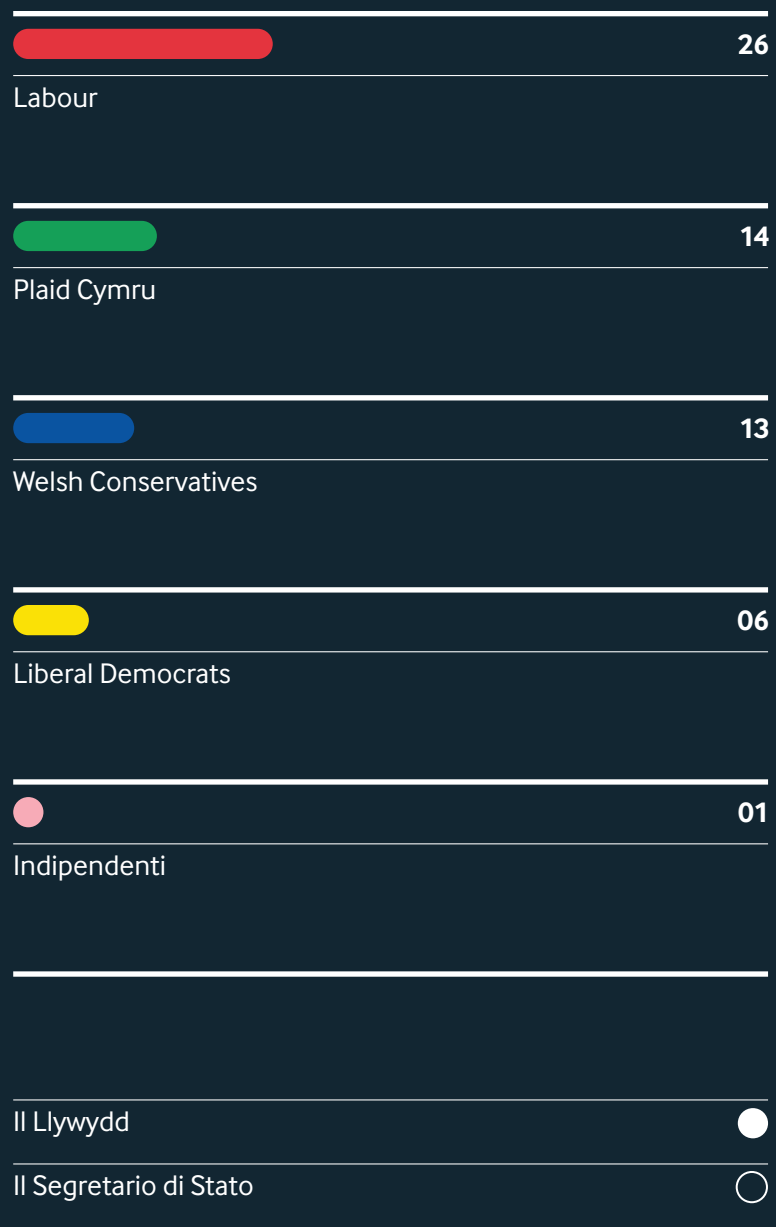 26
Labour
14
Plaid Cymru
13
Welsh Conservatives
06
Liberal Democrats
01
Indipendenti
Il Llywydd
Il Segretario di Stato